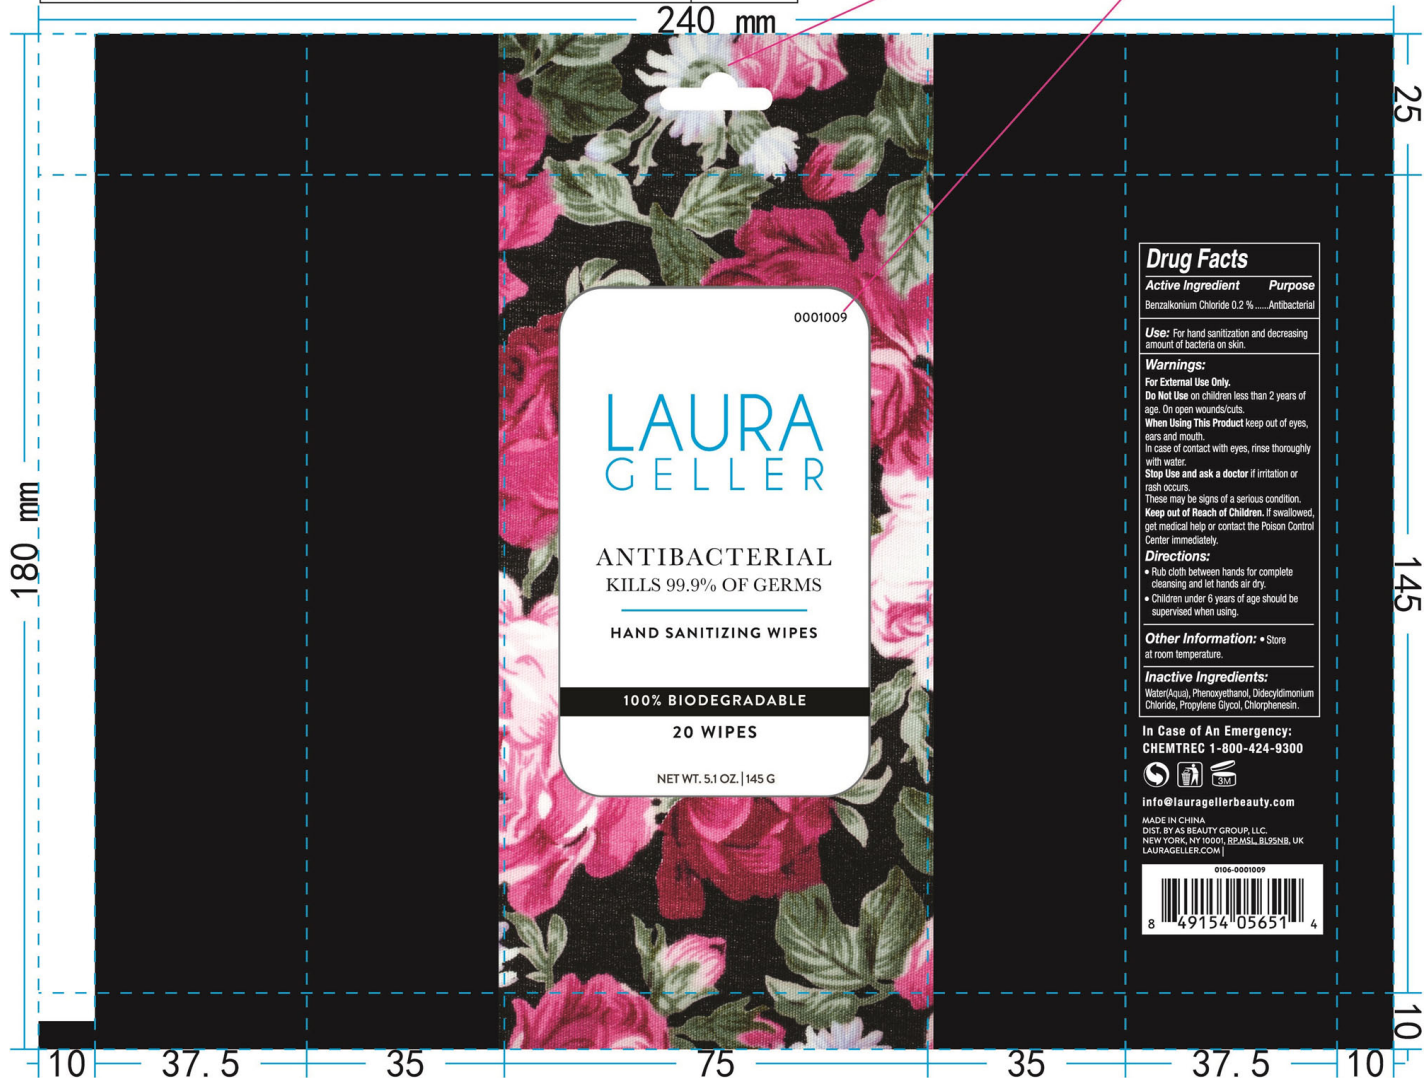 240 mm
25
180 mm
145
10
10
37.5
35
75
35
37.5
10
0001009
LAURA
GELLER
ANTIBACTERIAL
KILLS 99.9% OF GERMS
HAND SANITIZING WIPES
100% BIODEGRADABLE
20 WIPES
NET WT. 5.1 OZ. | 145 G
Drug Facts
Active Ingredient Purpose
Benzalkonium Chloride 0.2 % ......Antibacterial
Use: For hand sanitization and decreasing
amount of bacteria on skin.
Warnings:
For External Use Only.
Do Not Use on children less than 2 years of
age. On open wounds/cuts.
When Using This Product keep out of eyes,
ears and mouth.
In case of contact with eyes, rinse thoroughly
with water.
Stop Use and ask a doctor if irritation or
rash occurs.
These may be signs of a serious condition.
Keep out of Reach of Children. If swallowed,
get medical help or contact the Poison Control
Center immediately.
Directions:
• Rub cloth between hands for complete
cleansing and let hands air dry.
• Children under 6 years of age should be
supervised when using.
Other Information: • Store
at room temperature.
Inactive Ingredients:
Water(Aqua), Phenoxyethanol, Didecyldimonium
Chloride, Propylene Glycol, Chlorphenesin.
In Case of An Emergency:
CHEMTREC 1-800-424-9300
3M
info@lauragellerbeauty.com
MADE IN CHINA
DIST. BY AS BEAUTY GROUP, LLC.
NEW YORK, NY 10001, RP.MSL, BL95NB, UK
LAURAGELLER.COM |
0106-0001009
8 49154 05651 4